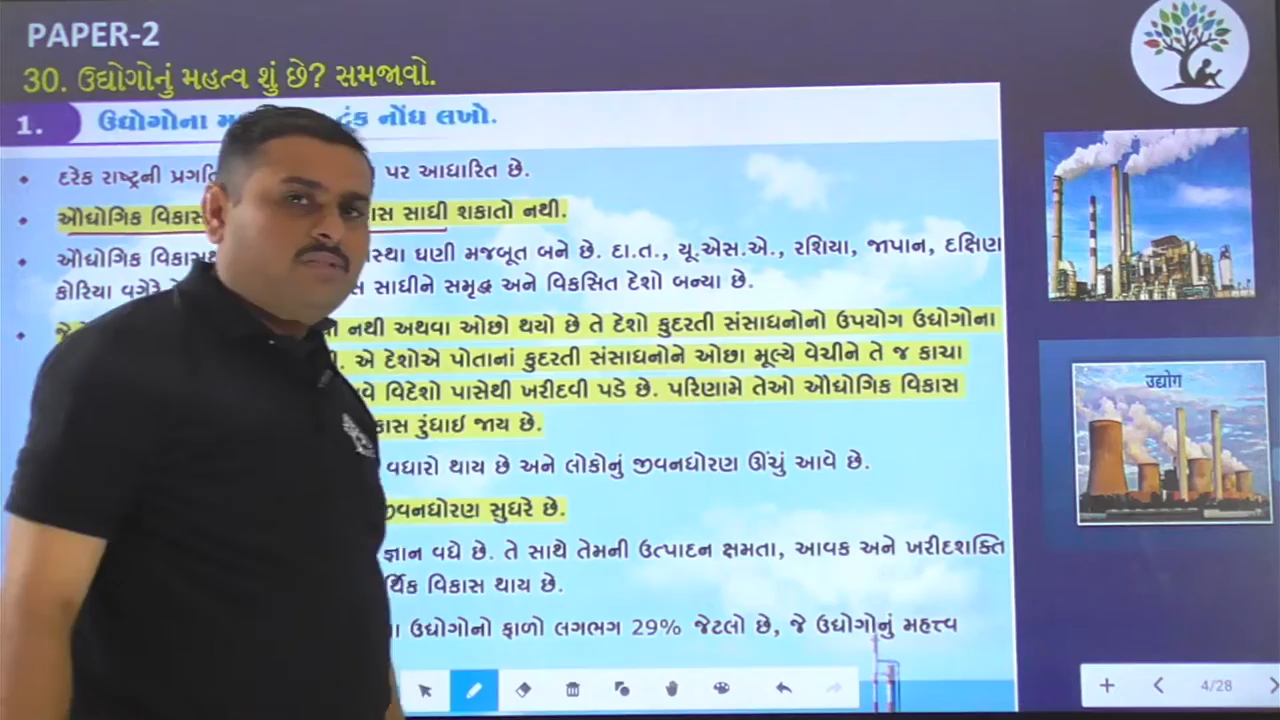 PAPER-2
30. ઉદ્યોગોનું મહત્વ શું છે? સમજાવો.
1. ઉદ્યોગોના નોંધ લખો.
• દરેક રાષ્ટ્રની પ્રગતિ પર આધારિત છે.
• ઔદ્યોગિક વિકાસ સાધી શકાતો નથી.
• ઔદ્યોગિક ઘણી મજબૂત બને છે. દા.ત., યૂ.એસ.એ., રશિયા, જાપાન, દક્ષિણ
કોરિયા વગેરે સાધીને સમૃદ્ધ અને વિકસિત દેશો બન્યા છે.
• નથી અથવા ઓછો થયો છે તે દેશો કુદરતી સંસાધનોનો ઉપયોગ ઉદ્યોગોના
એ દેશોએ પોતાનાં કુદરતી સંસાધનોને ઓછા મૂલ્યે વેચીને તે જ કાચા
વિદેશો પાસેથી ખરીદવી પડે છે. પરિણામે તેઓ ઔદ્યોગિક વિકાસ
રુંધાઈ જાય છે.
વધારો થાય છે અને લોકોનું જીવનધોરણ ઊંચું આવે છે.
જીવનધોરણ સુધરે છે.
જ્ઞાન વધે છે. તે સાથે તેમની ઉત્પાદન ક્ષમતા, આવક અને ખરીદશક્તિ
વિકાસ થાય છે.
ઉદ્યોગોનો ફાળો લગભગ 29% જેટલો છે, જે ઉદ્યોગોનું મહત્ત્વ
उद्योग
4/28